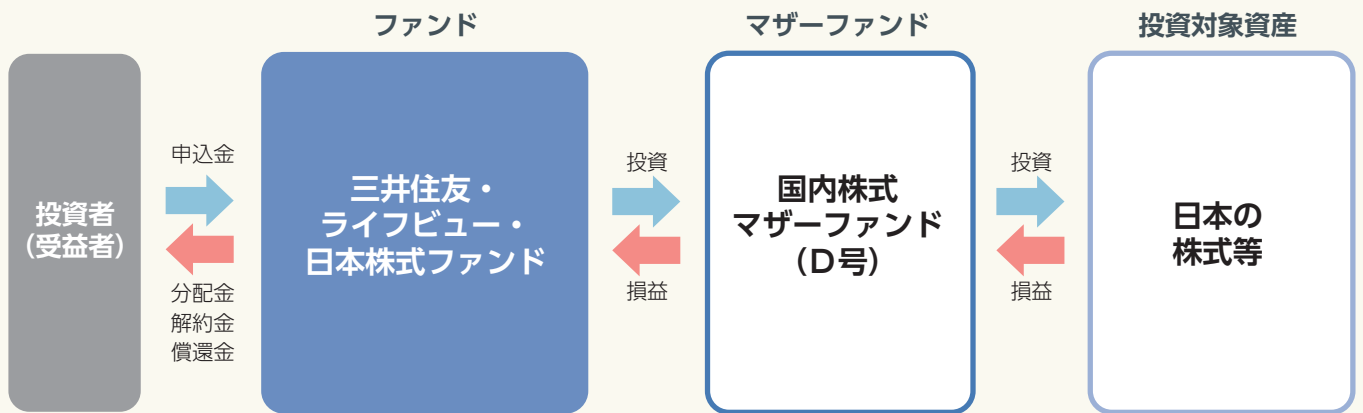 ファンド
マザーファンド
投資対象資産
投資者
(受益者)
申込金
分配金
解約金
償還金
三井住友・
ライフビュー・
日本株式ファンド
投資
損益
国内株式
マザーファンド
(D号)
投資
損益
日本の
株式等